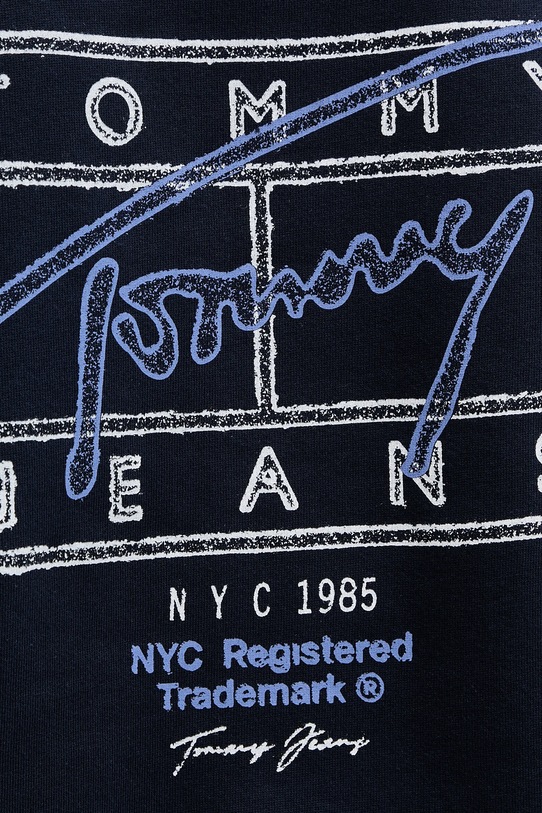 TOMMY
Tommy
JEANS
NYC 1985
NYC Registered
Trademark ®
Tommy Jeans